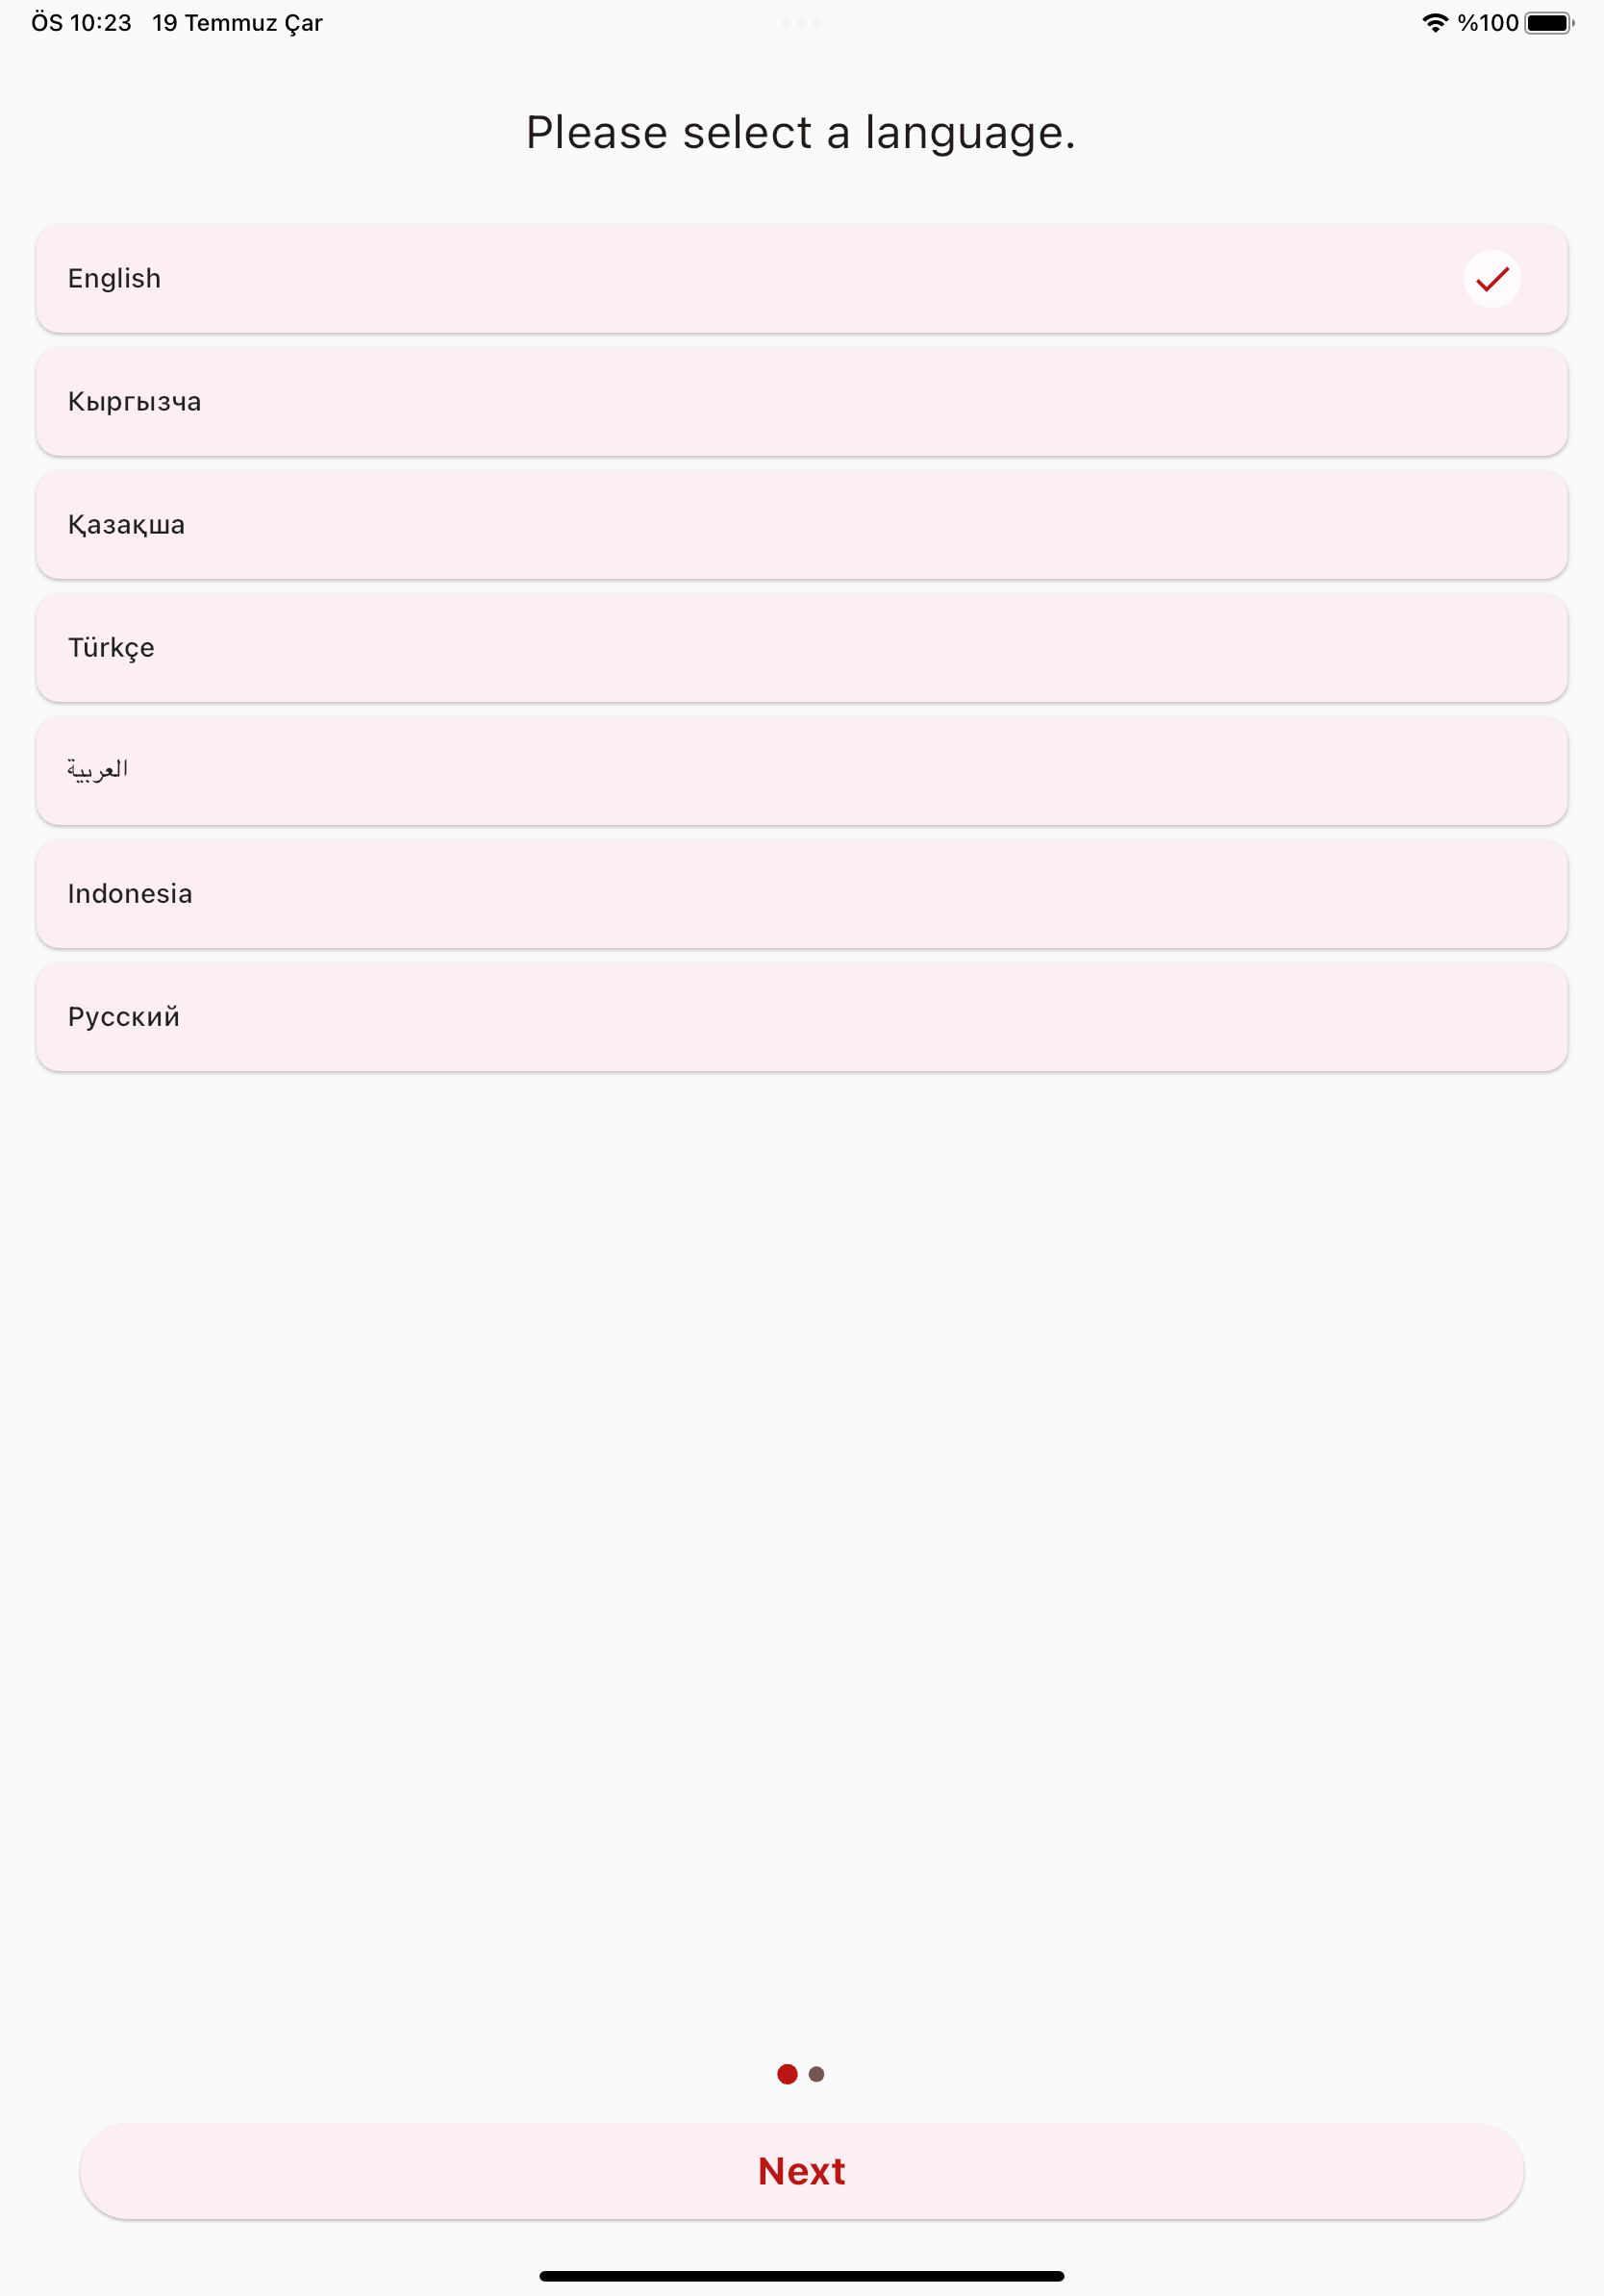 ÖS 10:23 19 Temmuz Çar %100
Please select a language.
English
Кыргызча
Қазақша
Türkçe
العربية
Indonesia
Русский
Next